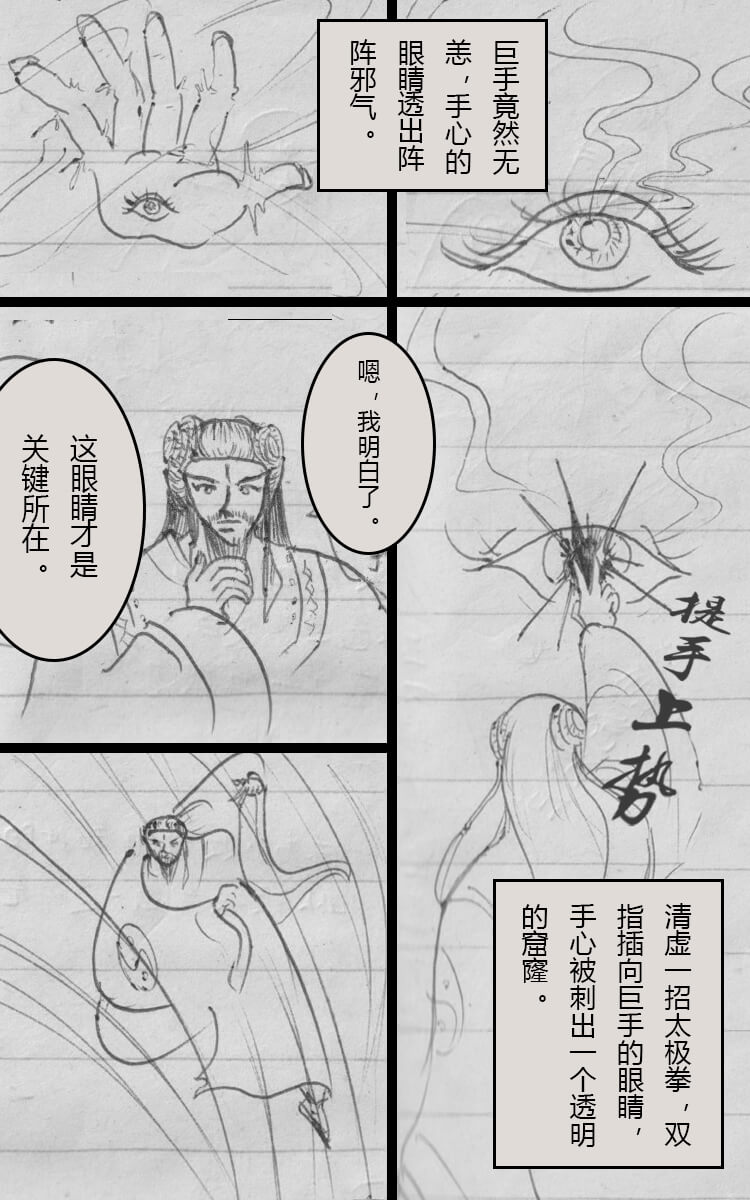 巨手竟然无
恙，手心的
眼睛透出阵
阵邪气。
嗯，我明白了。
这眼睛才是
关键所在。
提手上势
清虚一招太极拳，双
指插向巨手的眼睛，
手心被刺出一个透明
的窟窿。